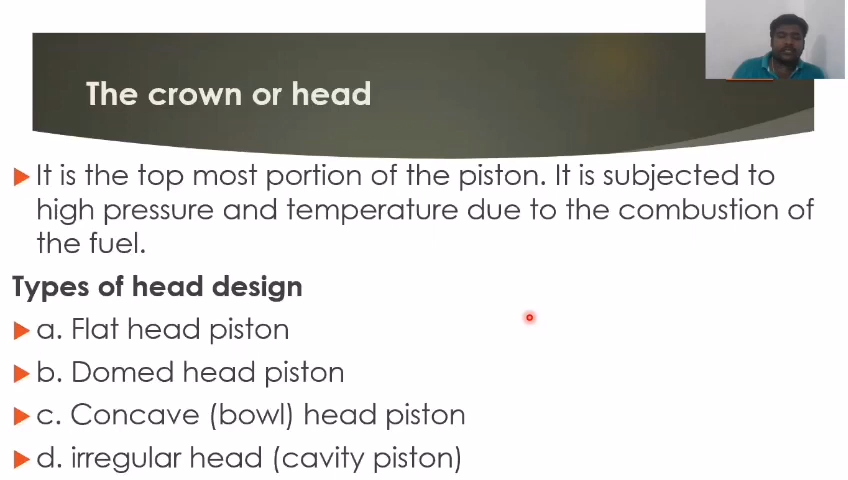 The crown or head
It is the top most portion of the piston. It is subjected to
high pressure and temperature due to the combustion of
the fuel.
Types of head design
a. Flat head piston
b. Domed head piston
c. Concave (bowl) head piston
d. irregular head (cavity piston)